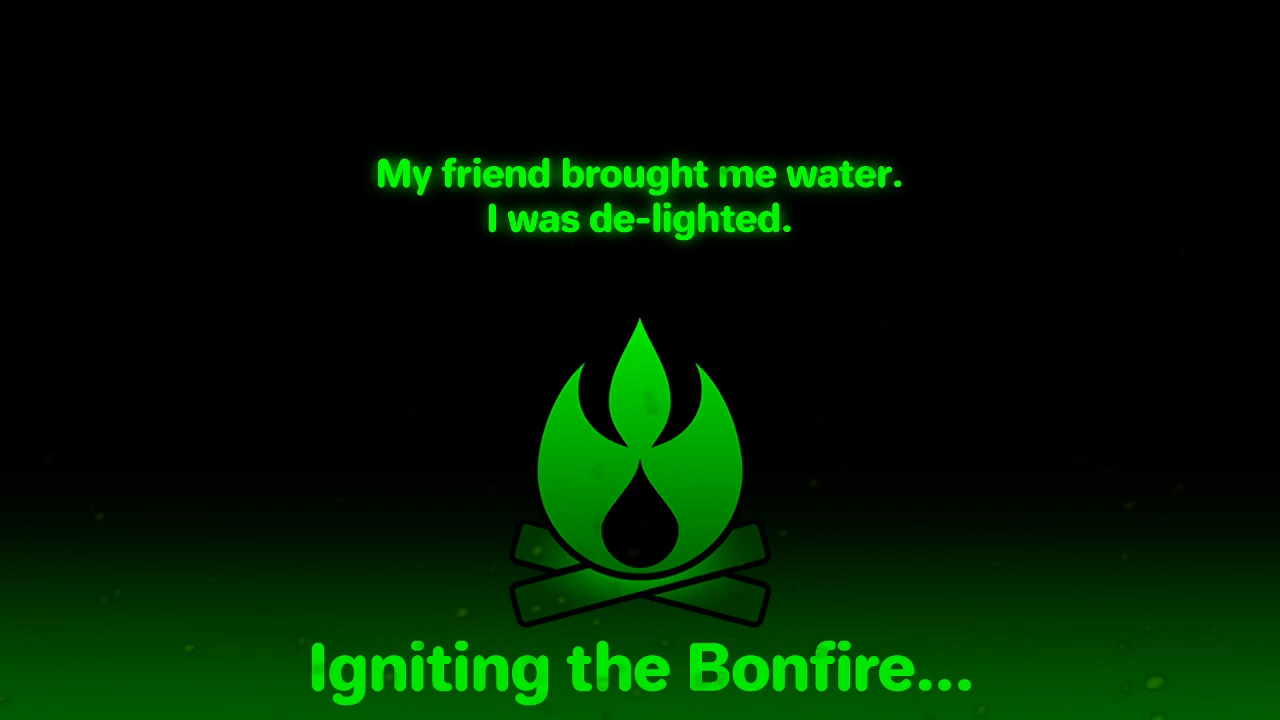 My friend brought me water.
I was de-lighted.
Igniting the Bonfire...